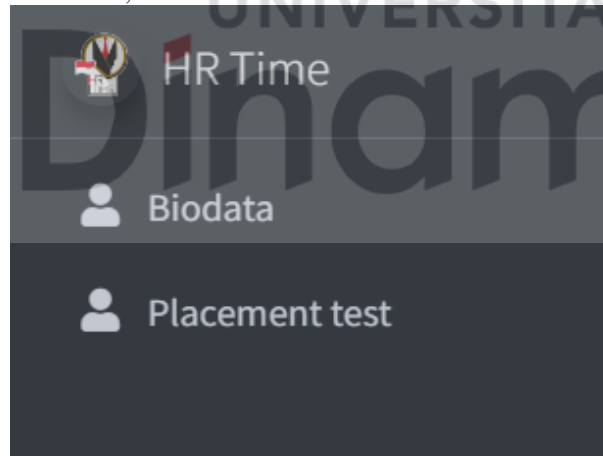 UNIVERSITA
HR Time
Dinam
Biodata
Placement test